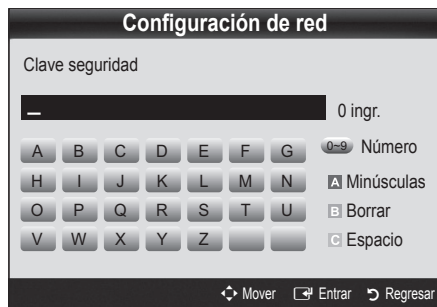 Configuración de red
Clave seguridad
_ 0 ingr.
A B C D E F G 0~9 Número
H I J K L M N A Minúsculas
O P Q R S T U B Borrar
V W X Y Z C Espacio
Mover Entrar Regresar